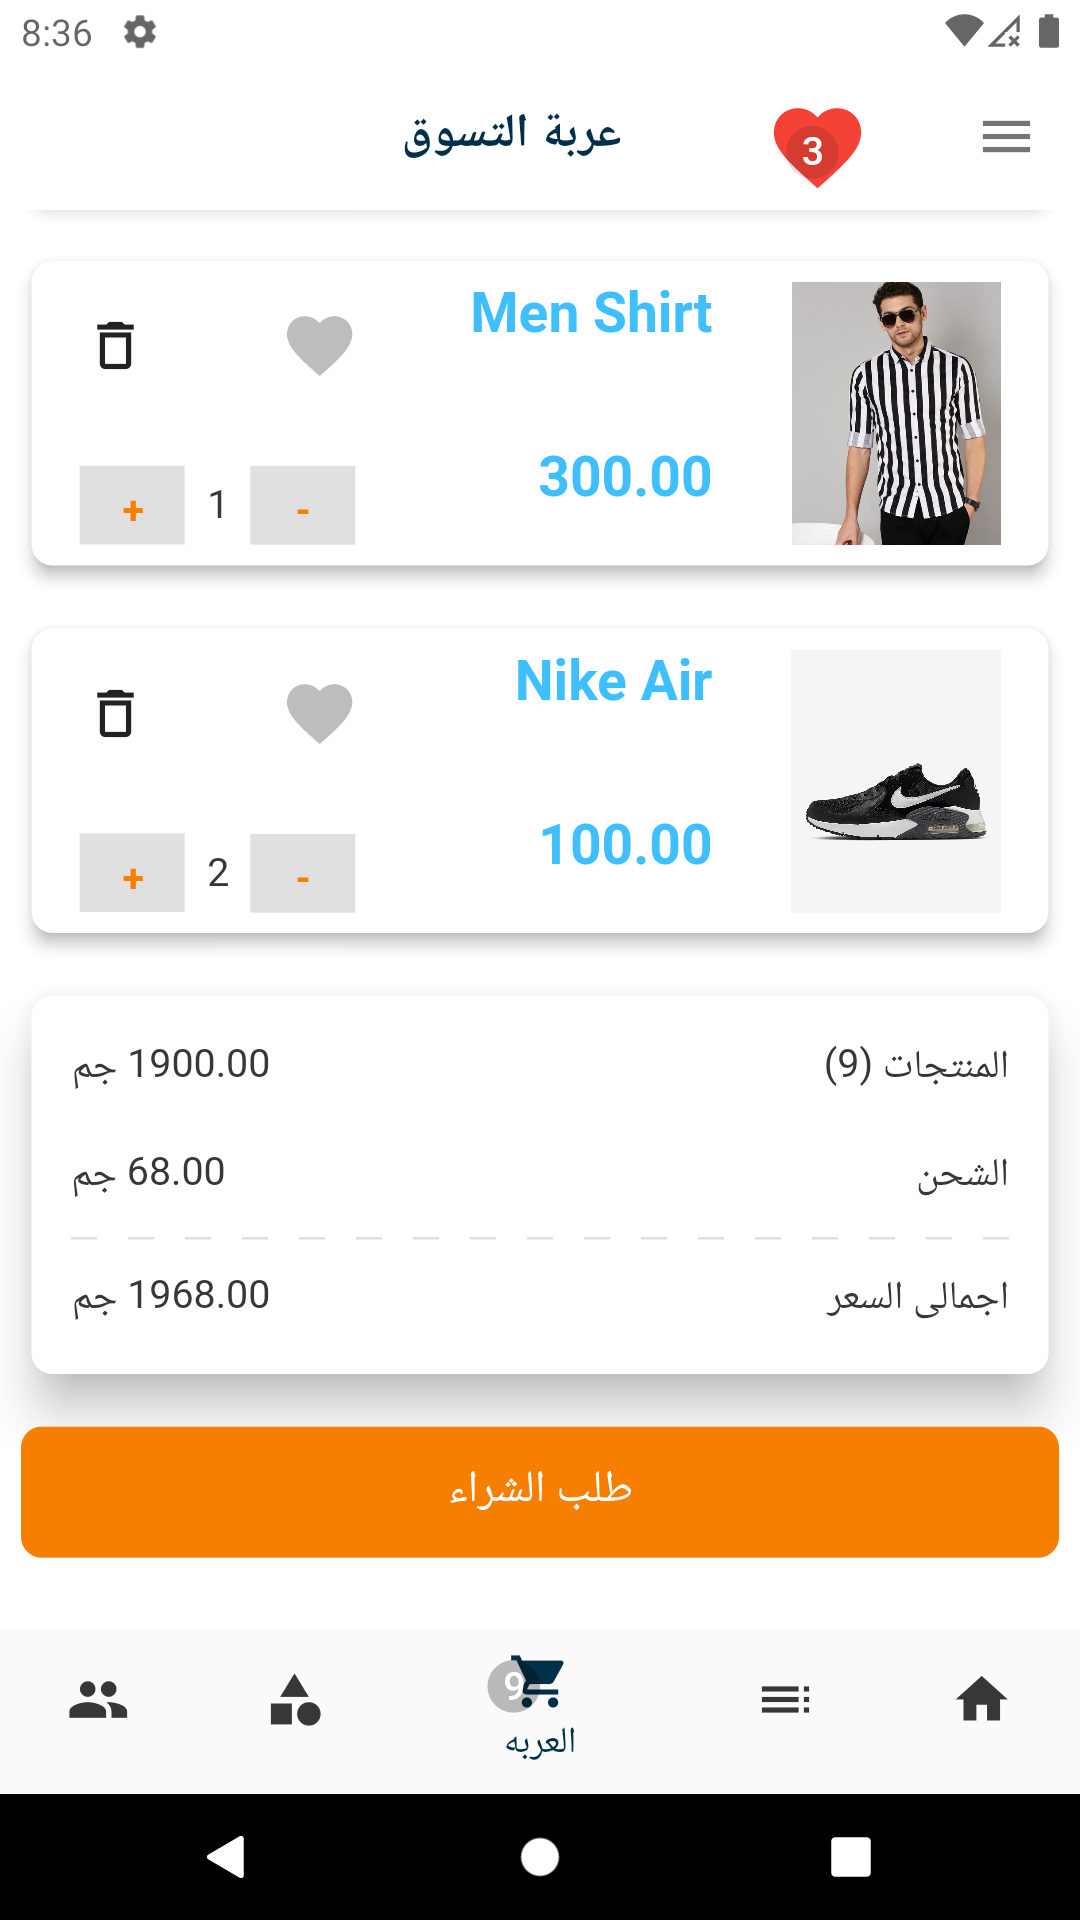 8:36
عربة التسوق
3
Men Shirt
300.00
+ 1 -
Nike Air
100.00
+ 2 -
المنتجات (9)
1900.00 جم
الشحن
68.00 جم
اجمالى السعر
1968.00 جم
طلب الشراء
9
العربه